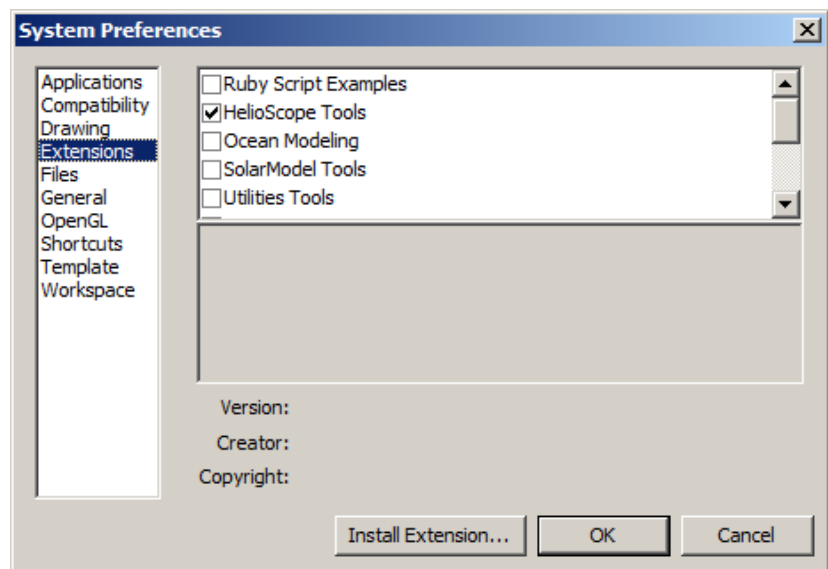 System Preferences
Applications
Compatibility
Drawing
Extensions
Files
General
OpenGL
Shortcuts
Template
Workspace
Ruby Script Examples
HelioScope Tools
Ocean Modeling
SolarModel Tools
Utilities Tools
Version:
Creator:
Copyright:
Install Extension...
OK
Cancel